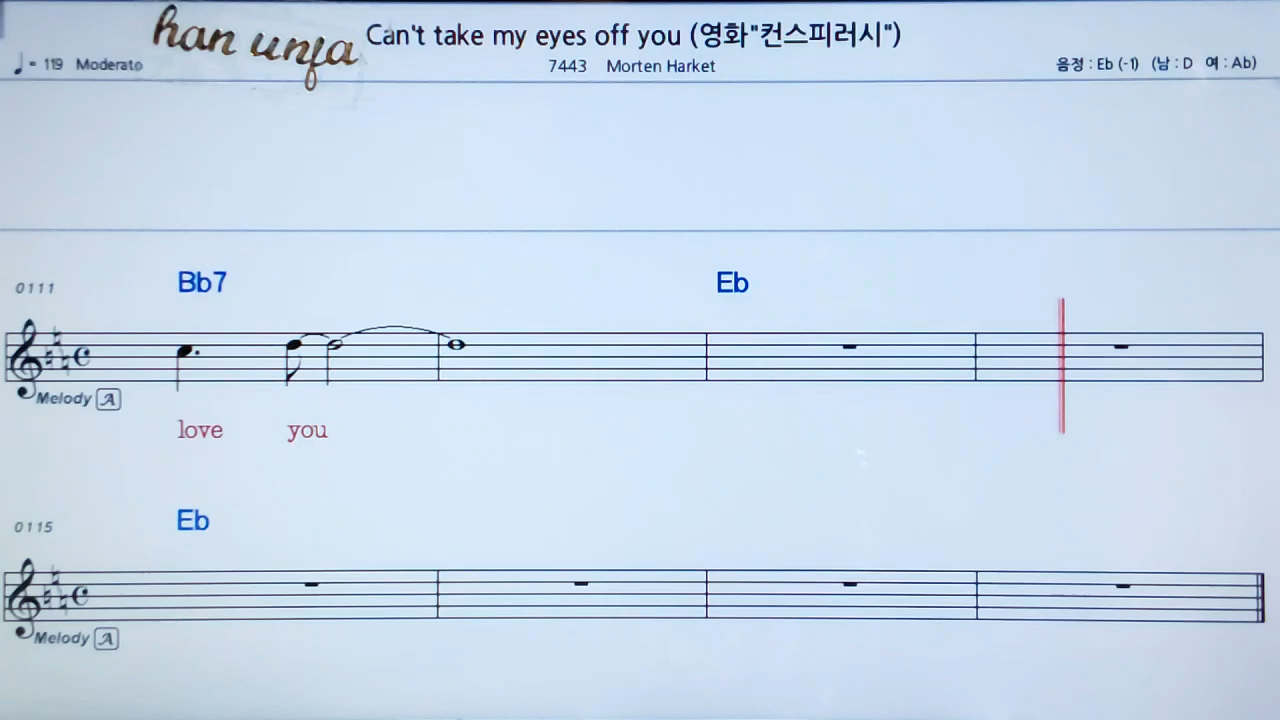 han unfa
Can't take my eyes off you (영화"컨스피러시")
♩= 119 Moderato
7443 Morten Harket
음정 : Eb (-1) (남 : D 여 : Ab)
0111
Bb7 Eb
Melody A
love you
0115
Eb
Melody A